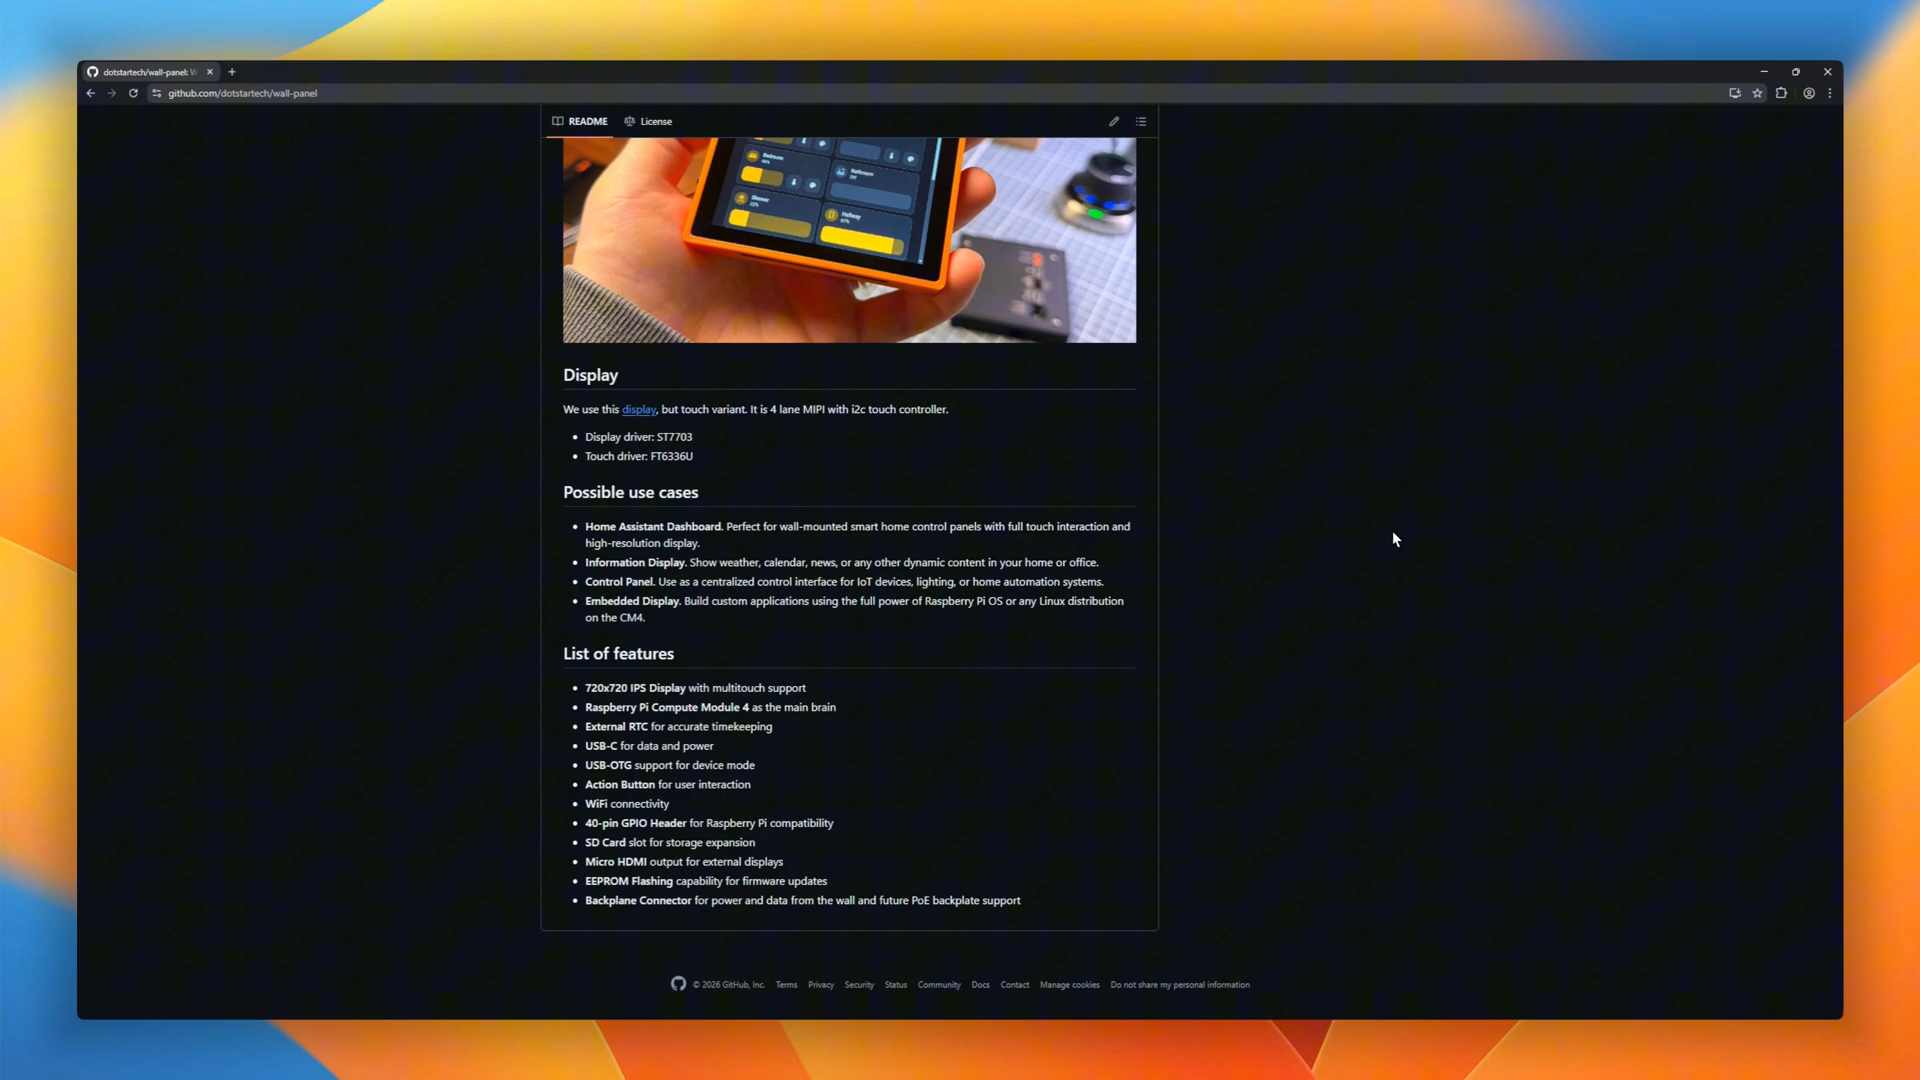 dotstartech/wall-panel: W
github.com/dotstartech/wall-panel
README
License
Bedroom
Bathroom
Off
Shower
Hallway
Display
We use this display, but touch variant. It is 4 lane MIPI with i2c touch controller.
• Display driver: ST7703
• Touch driver: FT6336U
Possible use cases
• Home Assistant Dashboard. Perfect for wall-mounted smart home control panels with full touch interaction and
high-resolution display.
• Information Display. Show weather, calendar, news, or any other dynamic content in your home or office.
• Control Panel. Use as a centralized control interface for IoT devices, lighting, or home automation systems.
• Embedded Display. Build custom applications using the full power of Raspberry Pi OS or any Linux distribution
on the CM4.
List of features
• 720x720 IPS Display with multitouch support
• Raspberry Pi Compute Module 4 as the main brain
• External RTC for accurate timekeeping
• USB-C for data and power
• USB-OTG support for device mode
• Action Button for user interaction
• WiFi connectivity
• 40-pin GPIO Header for Raspberry Pi compatibility
• SD Card slot for storage expansion
• Micro HDMI output for external displays
• EEPROM Flashing capability for firmware updates
• Backplane Connector for power and data from the wall and future PoE backplate support
© 2026 GitHub, Inc. Terms Privacy Security Status Community Docs Contact Manage cookies Do not share my personal information